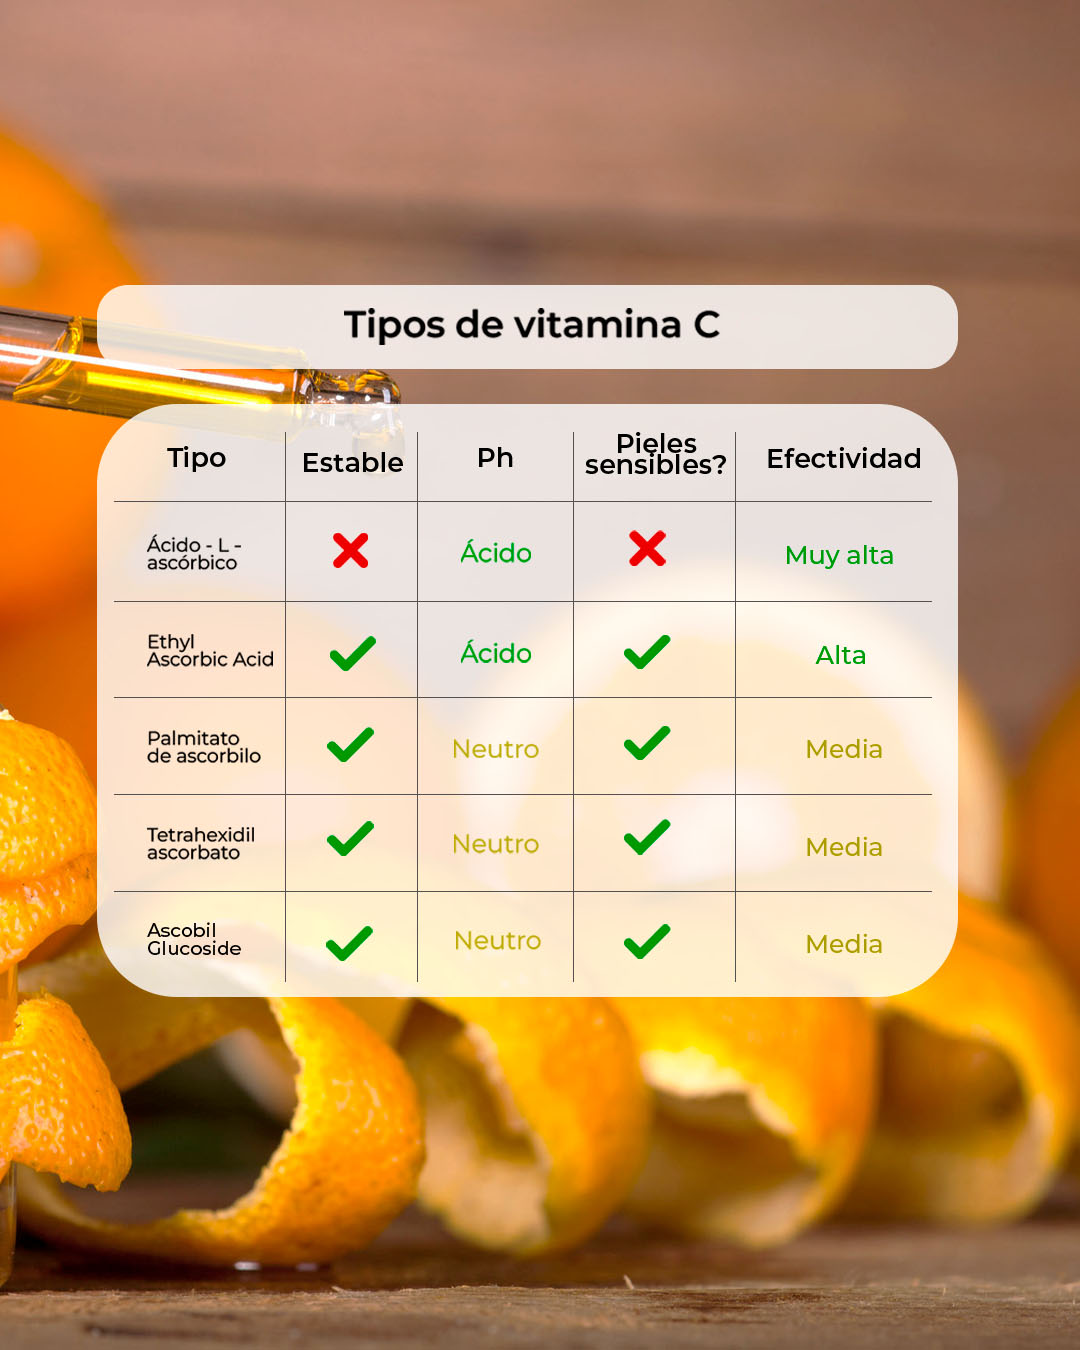 Tipos de vitamina C
Tipo
Estable
Ph
Pieles
sensibles?
Efectividad
Ácido - L -
ascórbico
Ácido
Muy alta
Ethyl
Ascorbic Acid
Ácido
Alta
Palmitato
de ascorbilo
Neutro
Media
Tetrahexidil
ascorbato
Neutro
Media
Ascobil
Glucoside
Neutro
Media